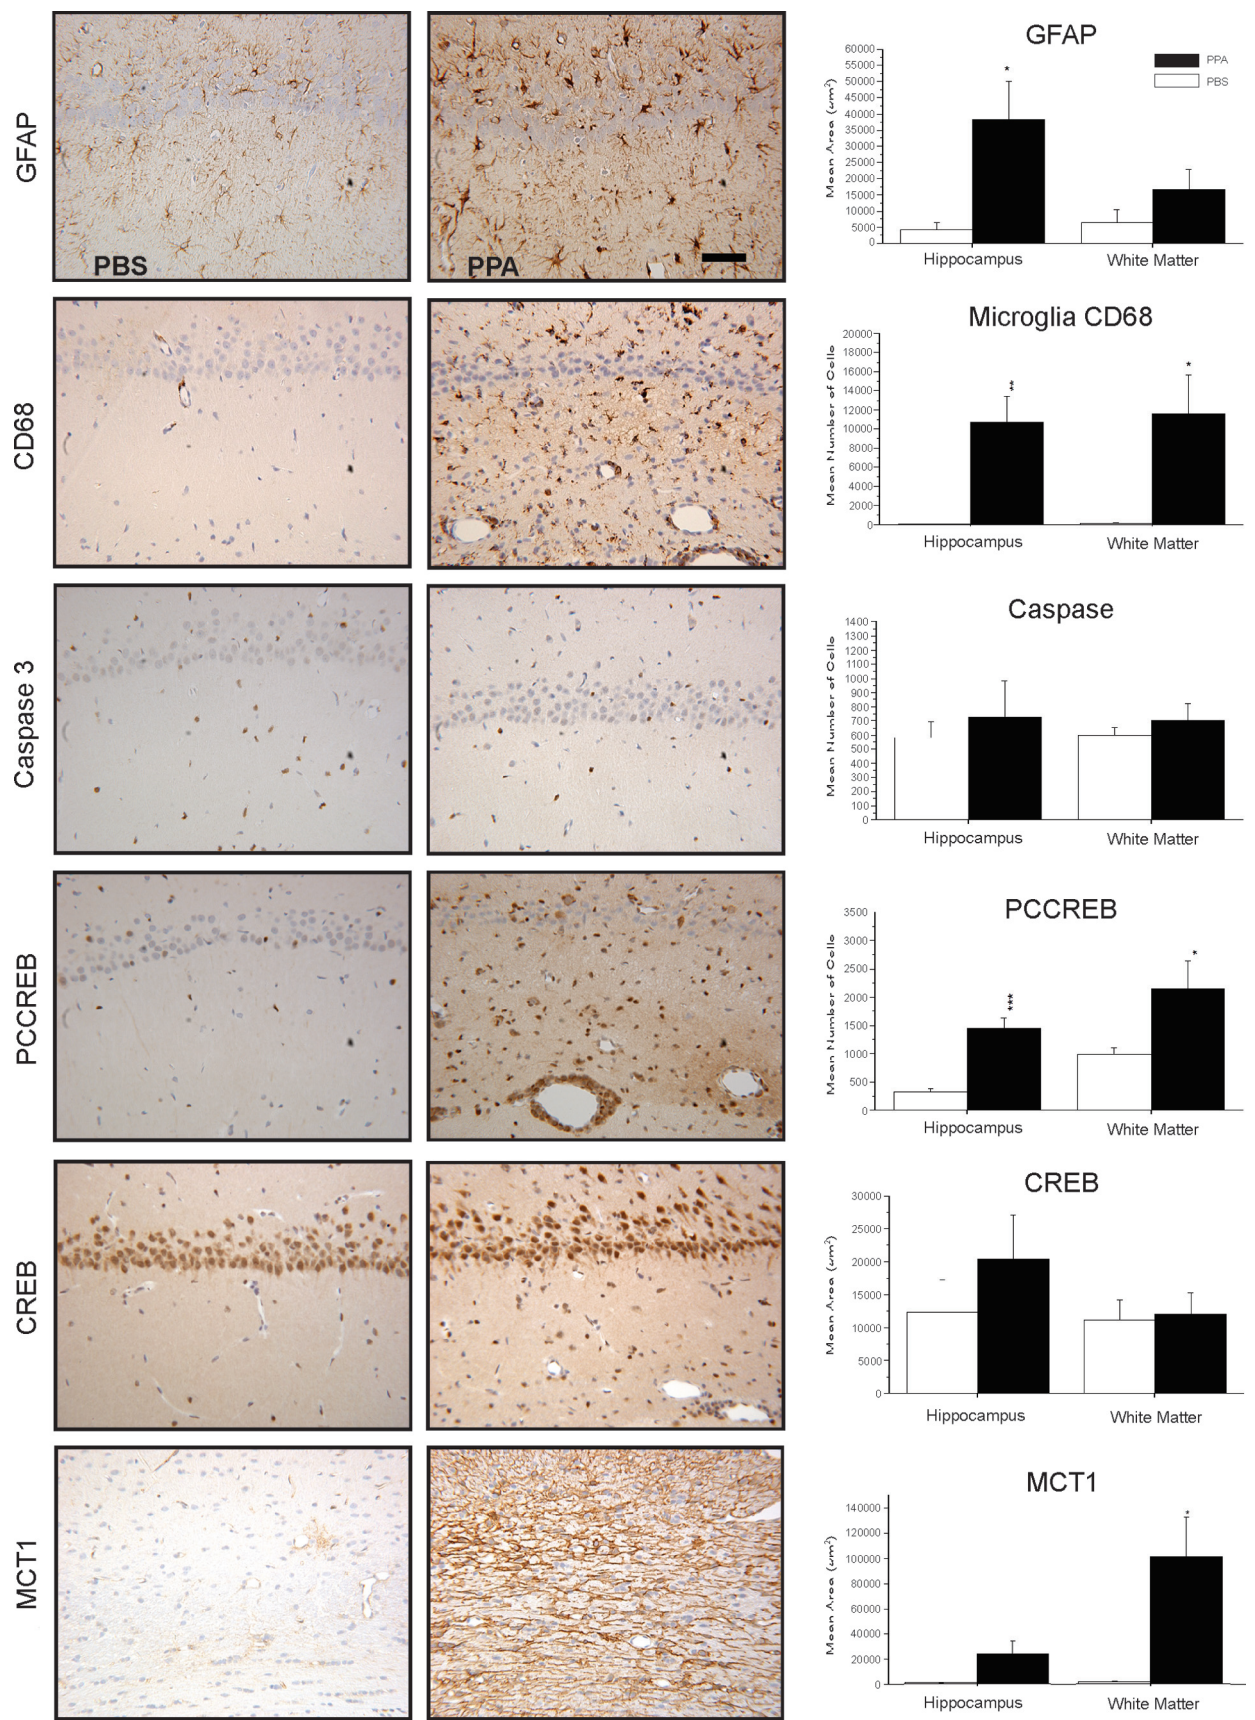 GFAP
PBS
PPA
GFAP
Mean Area (um²)
60000
55000
50000
45000
40000
35000
30000
25000
20000
15000
10000
5000
0
*
PPA
PBS
Hippocampus
White Matter
CD68
Microglia CD68
Mean Number of Cells
20000
18000
16000
14000
12000
10000
8000
6000
4000
2000
0
**
*
Hippocampus
White Matter
Caspase 3
Caspase
Mean Number of Cells
1400
1300
1200
1100
1000
900
800
700
600
500
400
300
200
100
0
Hippocampus
White Matter
PCCREB
PCCREB
Mean Number of Cells
3500
3000
2500
2000
1500
1000
500
0
***
*
Hippocampus
White Matter
CREB
CREB
Mean Area (um²)
30000
25000
20000
15000
10000
5000
0
Hippocampus
White Matter
MCT1
MCT1
Mean Area (um²)
140000
120000
100000
80000
60000
40000
20000
0
*
Hippocampus
White Matter